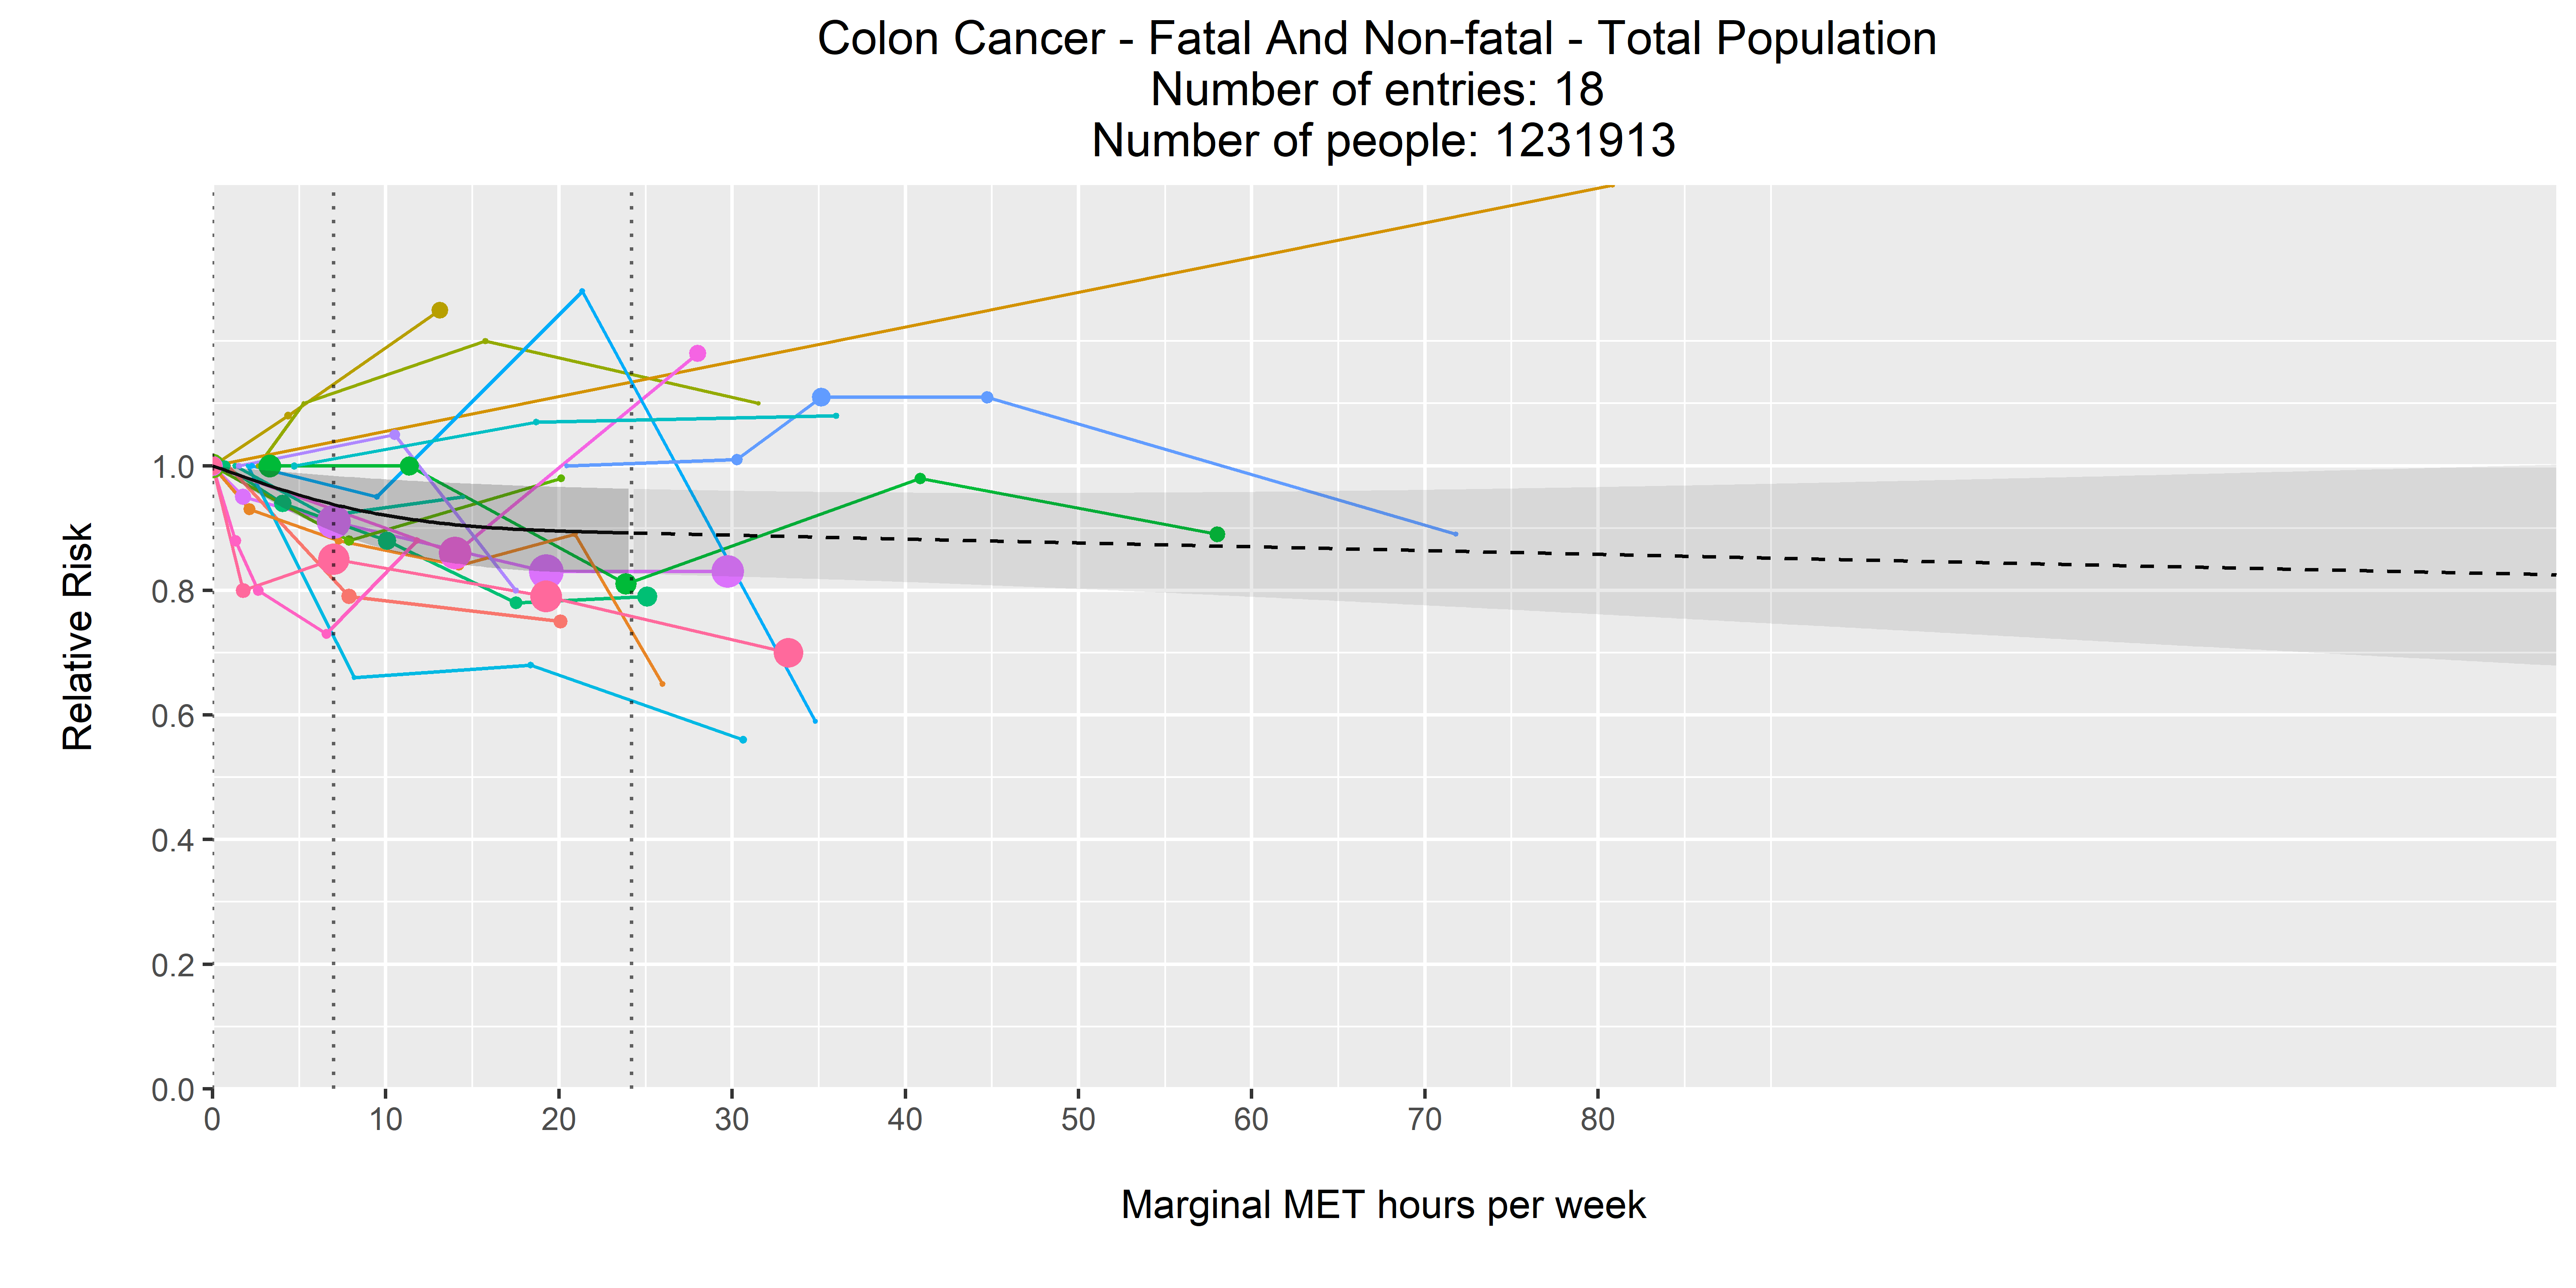 Colon Cancer - Fatal And Non-fatal - Total Population
Number of entries: 18
Number of people: 1231913
Relative Risk
1.0
0.8
0.6
0.4
0.2
0.0
0 10 20 30 40 50 60 70 80
Marginal MET hours per week